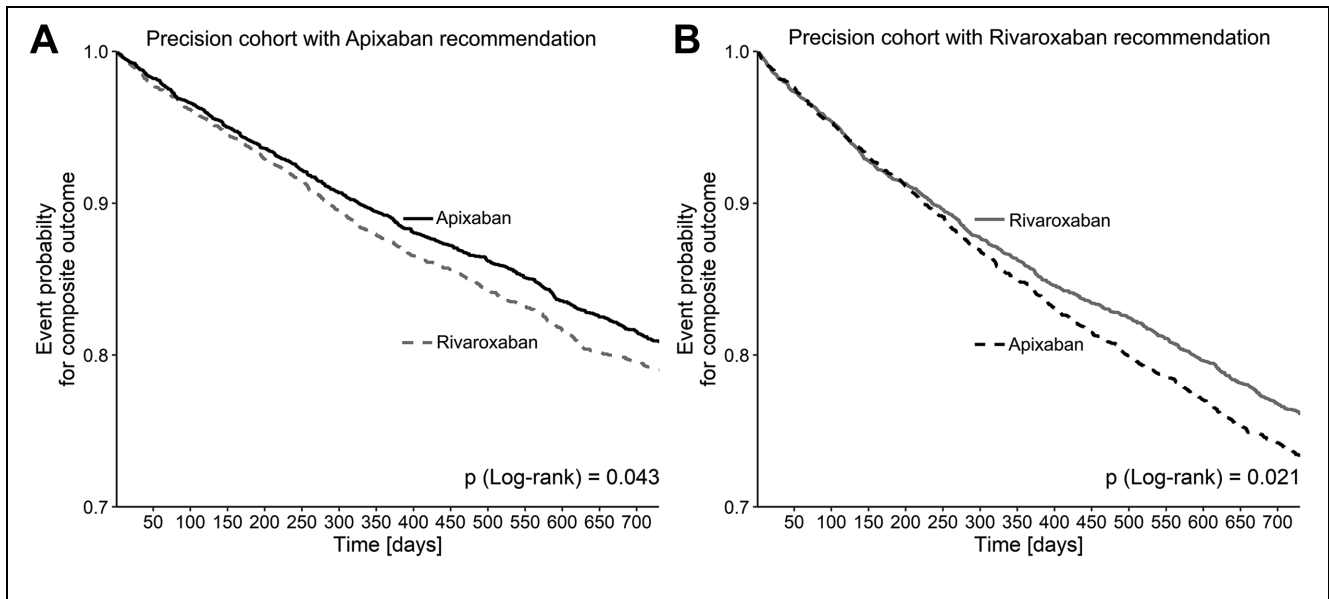 A
Precision cohort with Apixaban recommendation
1.0
0.9
0.8
0.7
Event probabilty
for composite outcome
Apixaban
Rivaroxaban
p (Log-rank) = 0.043
50 100 150 200 250 300 350 400 450 500 550 600 650 700
Time [days]
B
Precision cohort with Rivaroxaban recommendation
1.0
0.9
0.8
0.7
Event probabilty
for composite outcome
Rivaroxaban
Apixaban
p (Log-rank) = 0.021
50 100 150 200 250 300 350 400 450 500 550 600 650 700
Time [days]